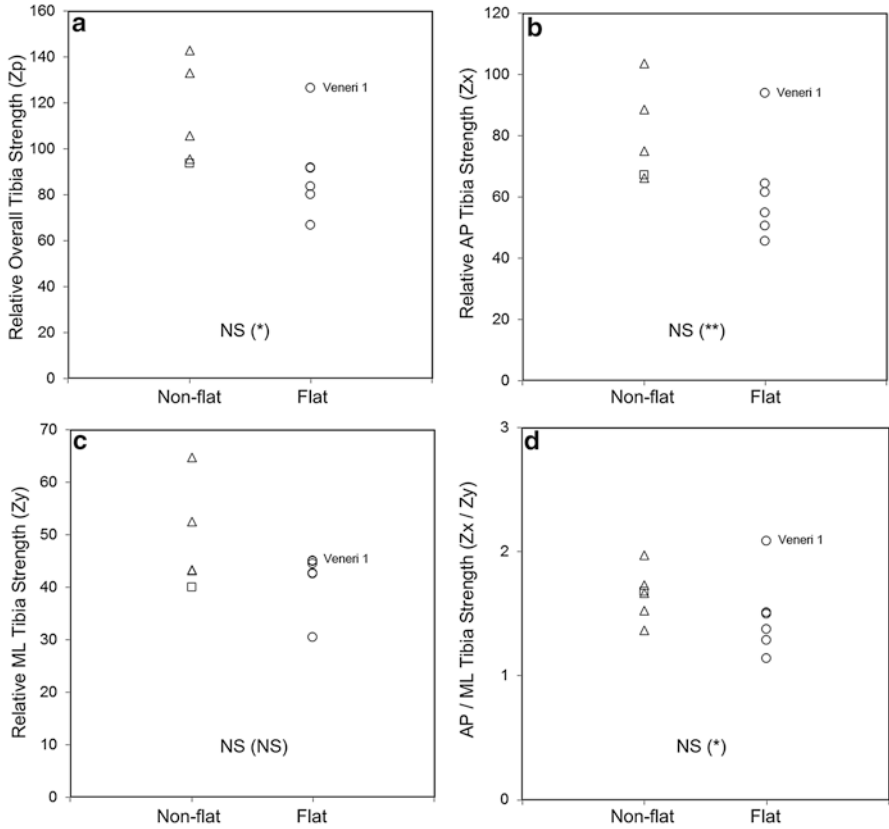 a
Relative Overall Tibia Strength (Zp)
160
140
120
100
80
60
40
20
0
Veneri 1
NS (*)
Non-flat Flat
b
Relative AP Tibia Strength (Zx)
120
100
80
60
40
20
0
Veneri 1
NS (**)
Non-flat Flat
c
Relative ML Tibia Strength (Zy)
70
60
50
40
30
20
10
0
Veneri 1
NS (NS)
Non-flat Flat
d
AP / ML Tibia Strength (Zx / Zy)
3
2
1
0
Veneri 1
NS (*)
Non-flat Flat